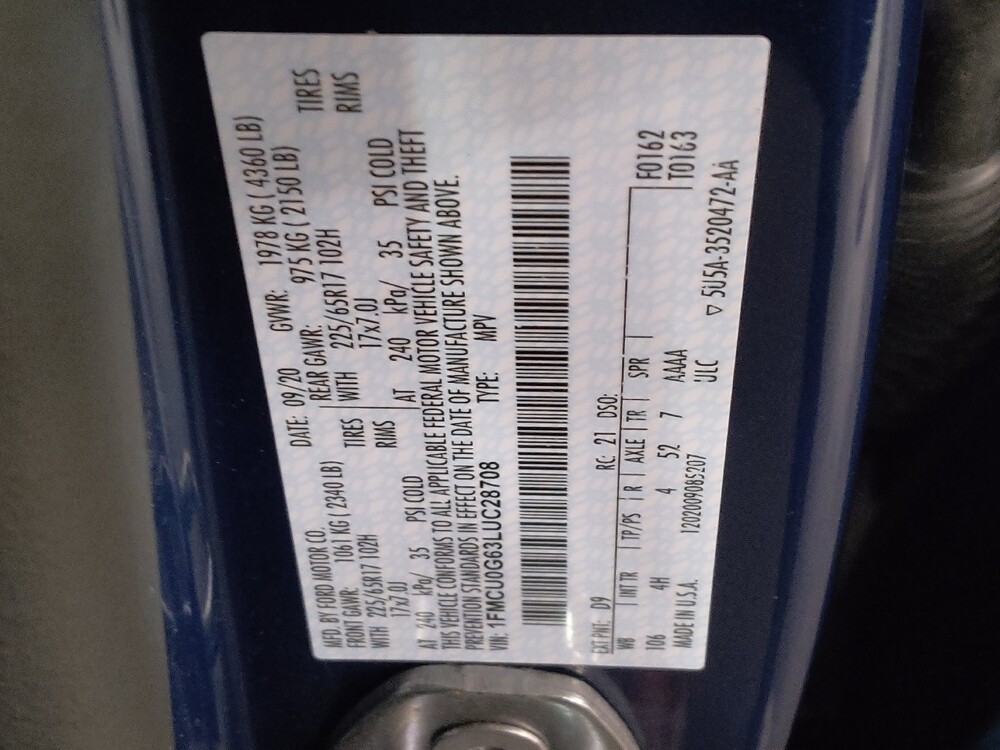 MFD. BY FORD MOTOR CO.
DATE: 09/20 GVWR: 1978 KG ( 4360 LB)
FRONT GAWR: 1061 KG ( 2340 LB) REAR GAWR: 975 KG ( 2150 LB)
WITH 225/65R17 102H TIRES WITH 225/65R17 102H TIRES
17x7.0J RIMS 17x7.0J RIMS
AT 240 kPa/ 35 PSI COLD AT 240 kPa/ 35 PSI COLD
THIS VEHICLE CONFORMS TO ALL APPLICABLE FEDERAL MOTOR VEHICLE SAFETY AND THEFT
PREVENTION STANDARDS IN EFFECT ON THE DATE OF MANUFACTURE SHOWN ABOVE.
VIN: 1FMCU0G63LUC28708 TYPE: MPV
EXT PNT: D9 RC: 21 DSO: F0162
WB INT TR TP/PS R AXLE TR SPR T0163
106 4H 4 52 7 AAAA
MADE IN U.S.A. 1202009085207 ULC 5U5A-3520472-AA